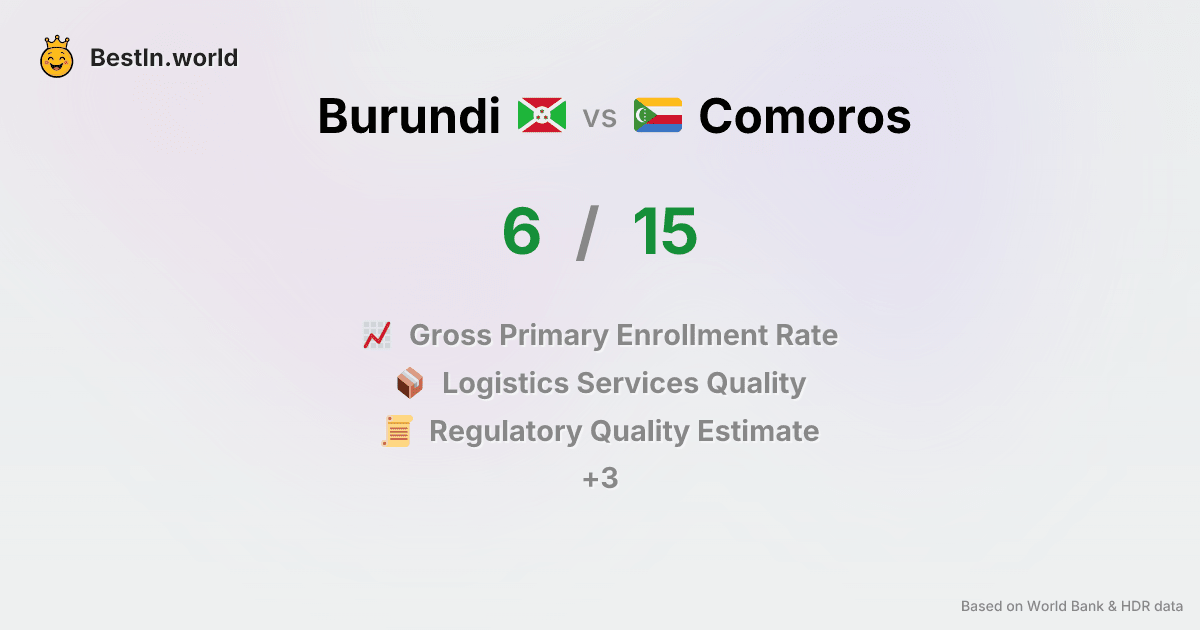 BestIn.world
Burundi vs Comoros
6 / 15
Gross Primary Enrollment Rate
Logistics Services Quality
Regulatory Quality Estimate
+3
Based on World Bank & HDR data